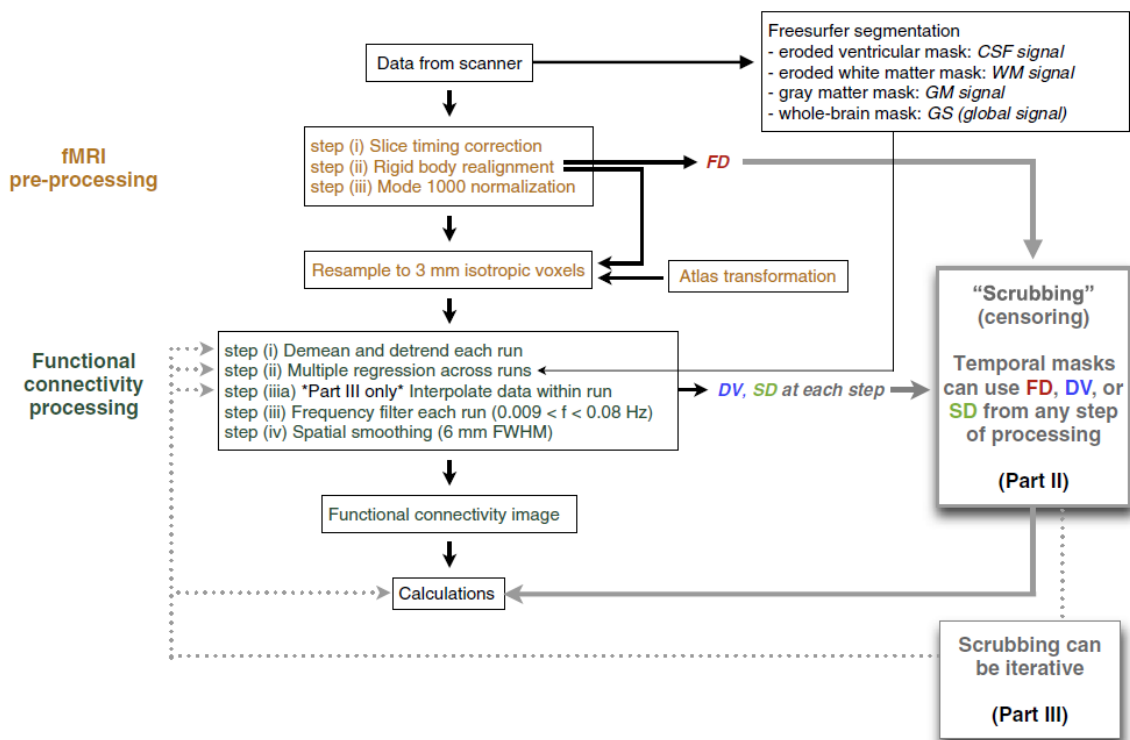 Data from scanner
Freesurfer segmentation
- eroded ventricular mask: CSF signal
- eroded white matter mask: WM signal
- gray matter mask: GM signal
- whole-brain mask: GS (global signal)
fMRI
pre-processing
step (i) Slice timing correction
step (ii) Rigid body realignment
step (iii) Mode 1000 normalization
FD
Resample to 3 mm isotropic voxels
Atlas transformation
Functional
connectivity
processing
step (i) Demean and detrend each run
step (ii) Multiple regression across runs
step (iiia) *Part III only* Interpolate data within run
step (iii) Frequency filter each run (0.009 < f < 0.08 Hz)
step (iv) Spatial smoothing (6 mm FWHM)
DV, SD at each step
“Scrubbing”
(censoring)
Temporal masks
can use FD, DV, or
SD from any step
of processing
(Part II)
Functional connectivity image
Calculations
Scrubbing can
be iterative
(Part III)